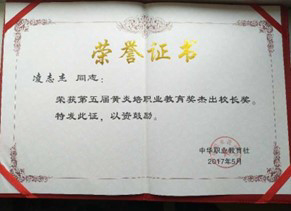 荣誉证书
凌志杰 同志：
荣获第五届黄炎培职业教育奖杰出校长奖。
特发此证，以资鼓励。
中华职业教育社
2017年5月